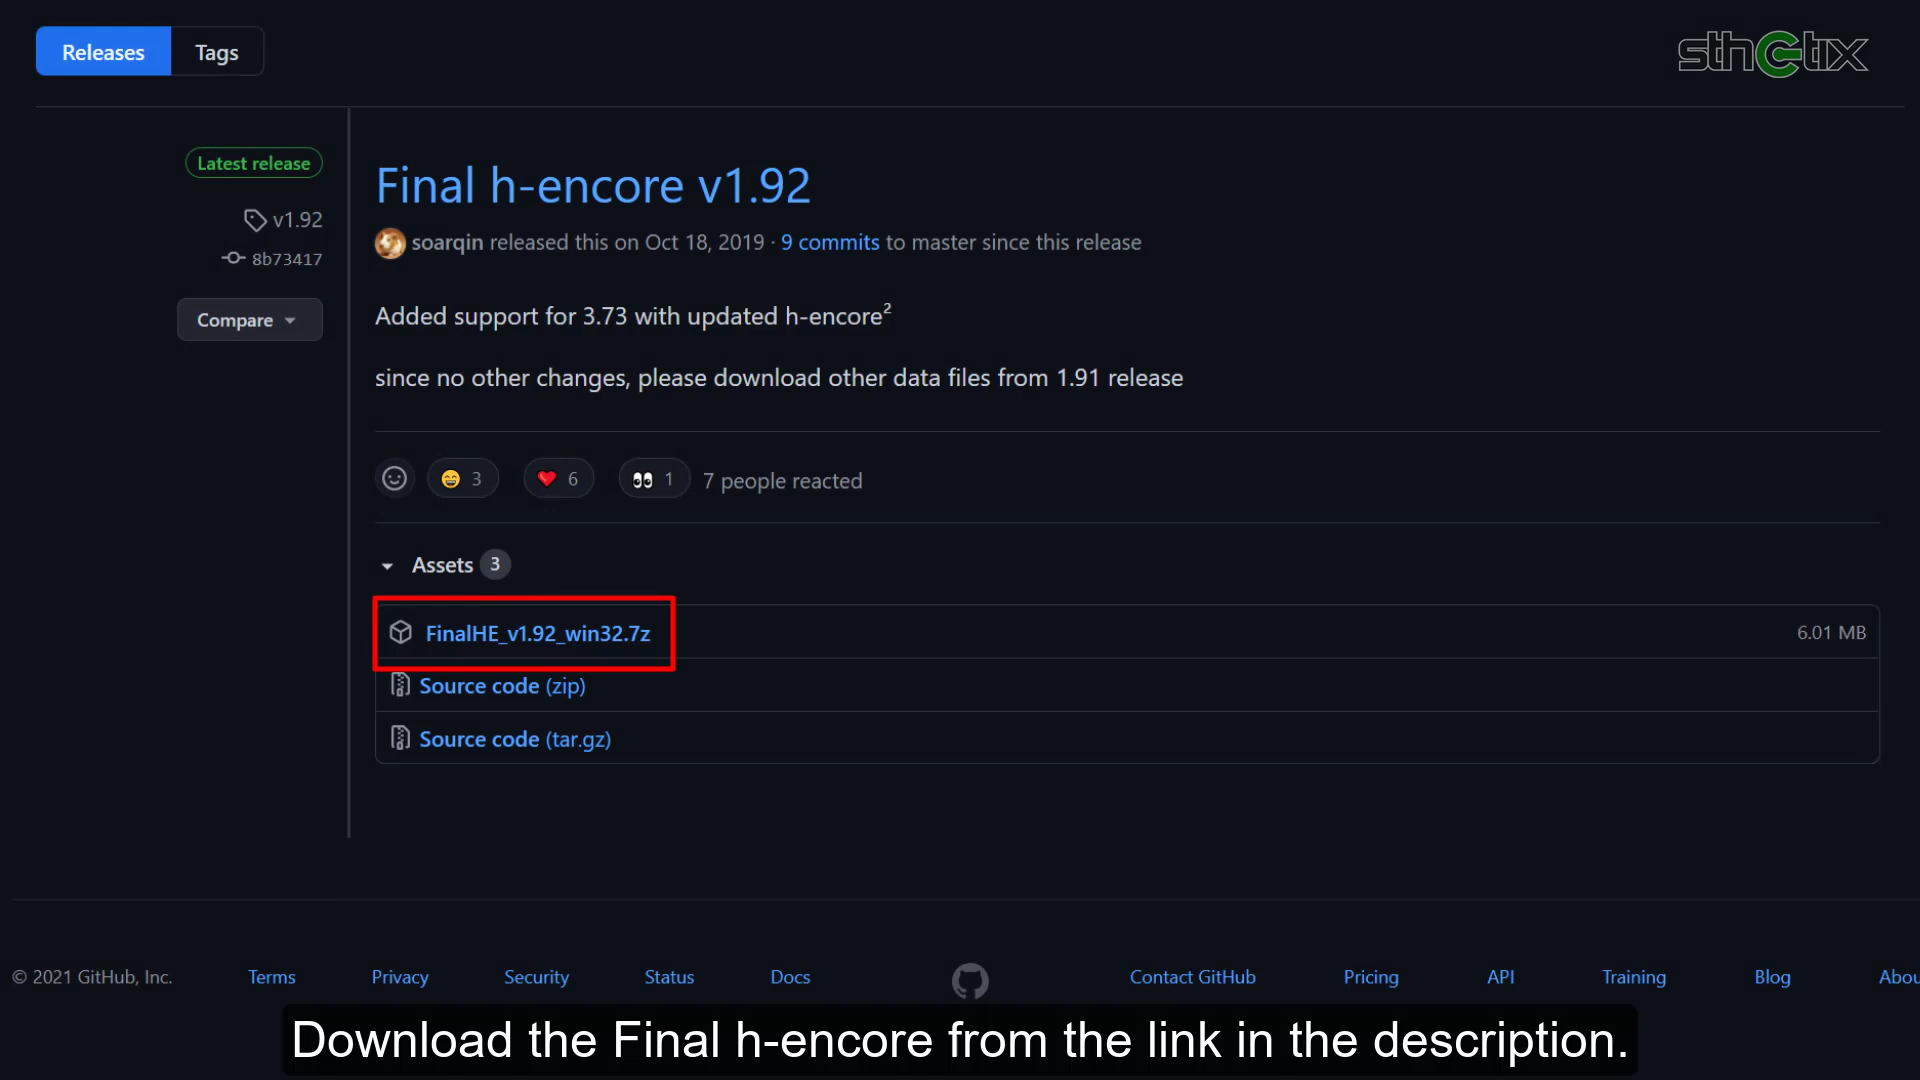 Releases
Tags
sthetix
Latest release
Final h-encore v1.92
v1.92
soarqin released this on Oct 18, 2019 · 9 commits to master since this release
8b73417
Compare
Added support for 3.73 with updated h-encore²
since no other changes, please download other data files from 1.91 release
3
6
1
7 people reacted
Assets 3
FinalHE_v1.92_win32.7z
6.01 MB
Source code (zip)
Source code (tar.gz)
© 2021 GitHub, Inc.
Terms
Privacy
Security
Status
Docs
Contact GitHub
Pricing
API
Training
Blog
Abou
Download the Final h-encore from the link in the description.